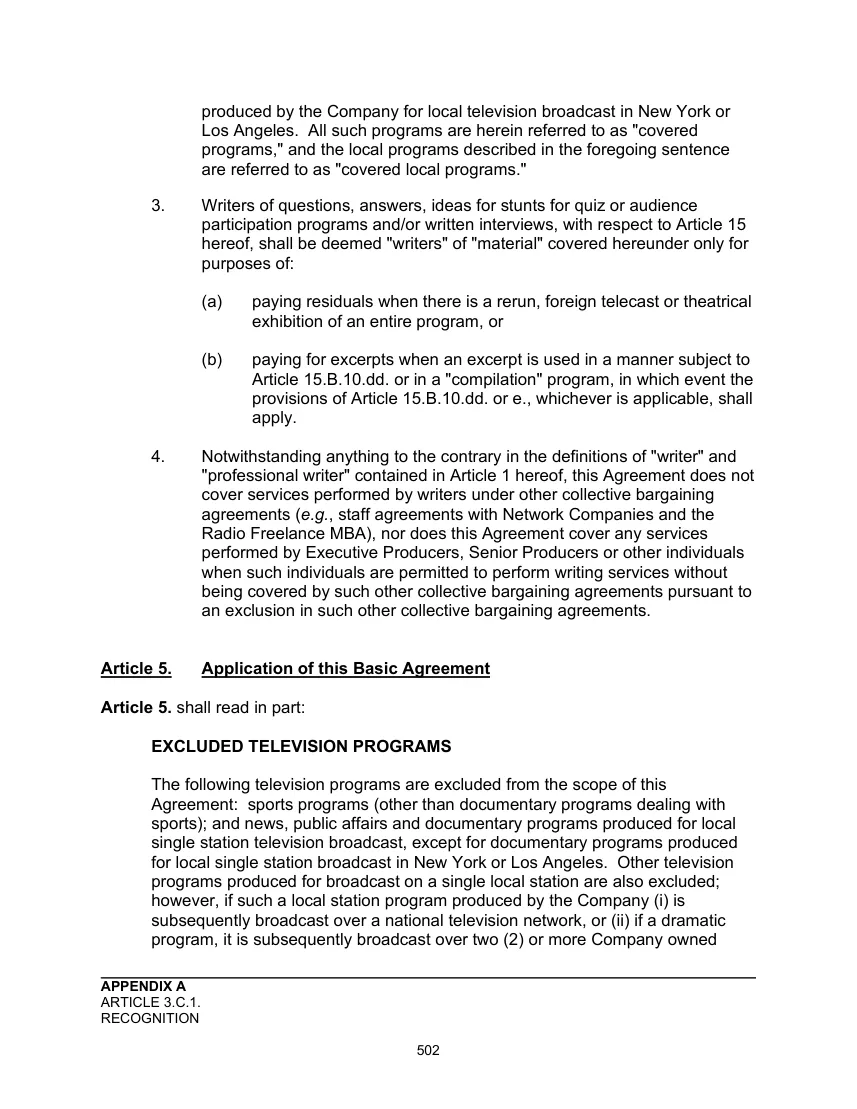 produced by the Company for local television broadcast in New York or
Los Angeles.  All such programs are herein referred to as "covered
programs," and the local programs described in the foregoing sentence
are referred to as "covered local programs."
3. Writers of questions, answers, ideas for stunts for quiz or audience
participation programs and/or written interviews, with respect to Article 15
hereof, shall be deemed "writers" of "material" covered hereunder only for
purposes of:
(a) paying residuals when there is a rerun, foreign telecast or theatrical
exhibition of an entire program, or
(b) paying for excerpts when an excerpt is used in a manner subject to
Article 15.B.10.dd. or in a "compilation" program, in which event the
provisions of Article 15.B.10.dd. or e., whichever is applicable, shall
apply.
4. Notwithstanding anything to the contrary in the definitions of "writer" and
"professional writer" contained in Article 1 hereof, this Agreement does not
cover services performed by writers under other collective bargaining
agreements (e.g., staff agreements with Network Companies and the
Radio Freelance MBA), nor does this Agreement cover any services
performed by Executive Producers, Senior Producers or other individuals
when such individuals are permitted to perform writing services without
being covered by such other collective bargaining agreements pursuant to
an exclusion in such other collective bargaining agreements.
Article 5. Application of this Basic Agreement
Article 5. shall read in part:
EXCLUDED TELEVISION PROGRAMS
The following television programs are excluded from the scope of this
Agreement:  sports programs (other than documentary programs dealing with
sports); and news, public affairs and documentary programs produced for local
single station television broadcast, except for documentary programs produced
for local single station broadcast in New York or Los Angeles.  Other television
programs produced for broadcast on a single local station are also excluded;
however, if such a local station program produced by the Company (i) is
subsequently broadcast over a national television network, or (ii) if a dramatic
program, it is subsequently broadcast over two (2) or more Company owned
APPENDIX A
ARTICLE 3.C.1.
RECOGNITION
502